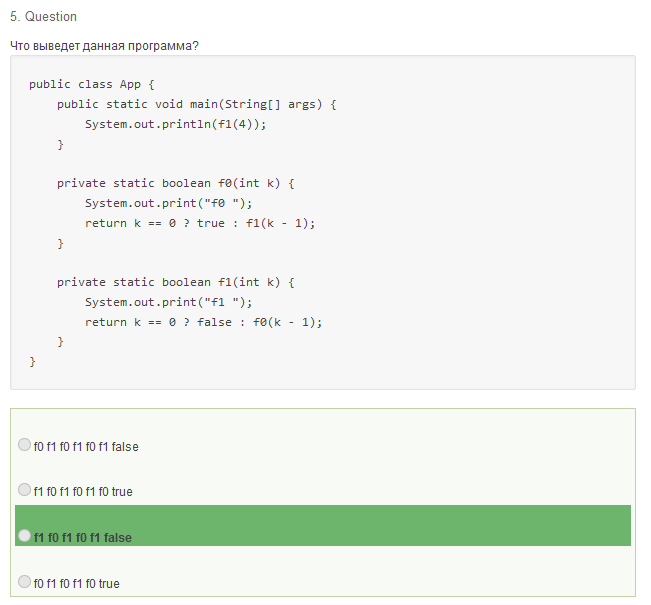 5. Question
Что выведет данная программа?
public class App {
    public static void main(String[] args) {
        System.out.println(f1(4));
    }
    private static boolean f0(int k) {
        System.out.print("f0 ");
        return k == 0 ? true : f1(k - 1);
    }
    private static boolean f1(int k) {
        System.out.print("f1 ");
        return k == 0 ? false : f0(k - 1);
    }
}
f0 f1 f0 f1 f0 f1 false
f1 f0 f1 f0 f1 f0 true
f1 f0 f1 f0 f1 false
f0 f1 f0 f1 f0 true